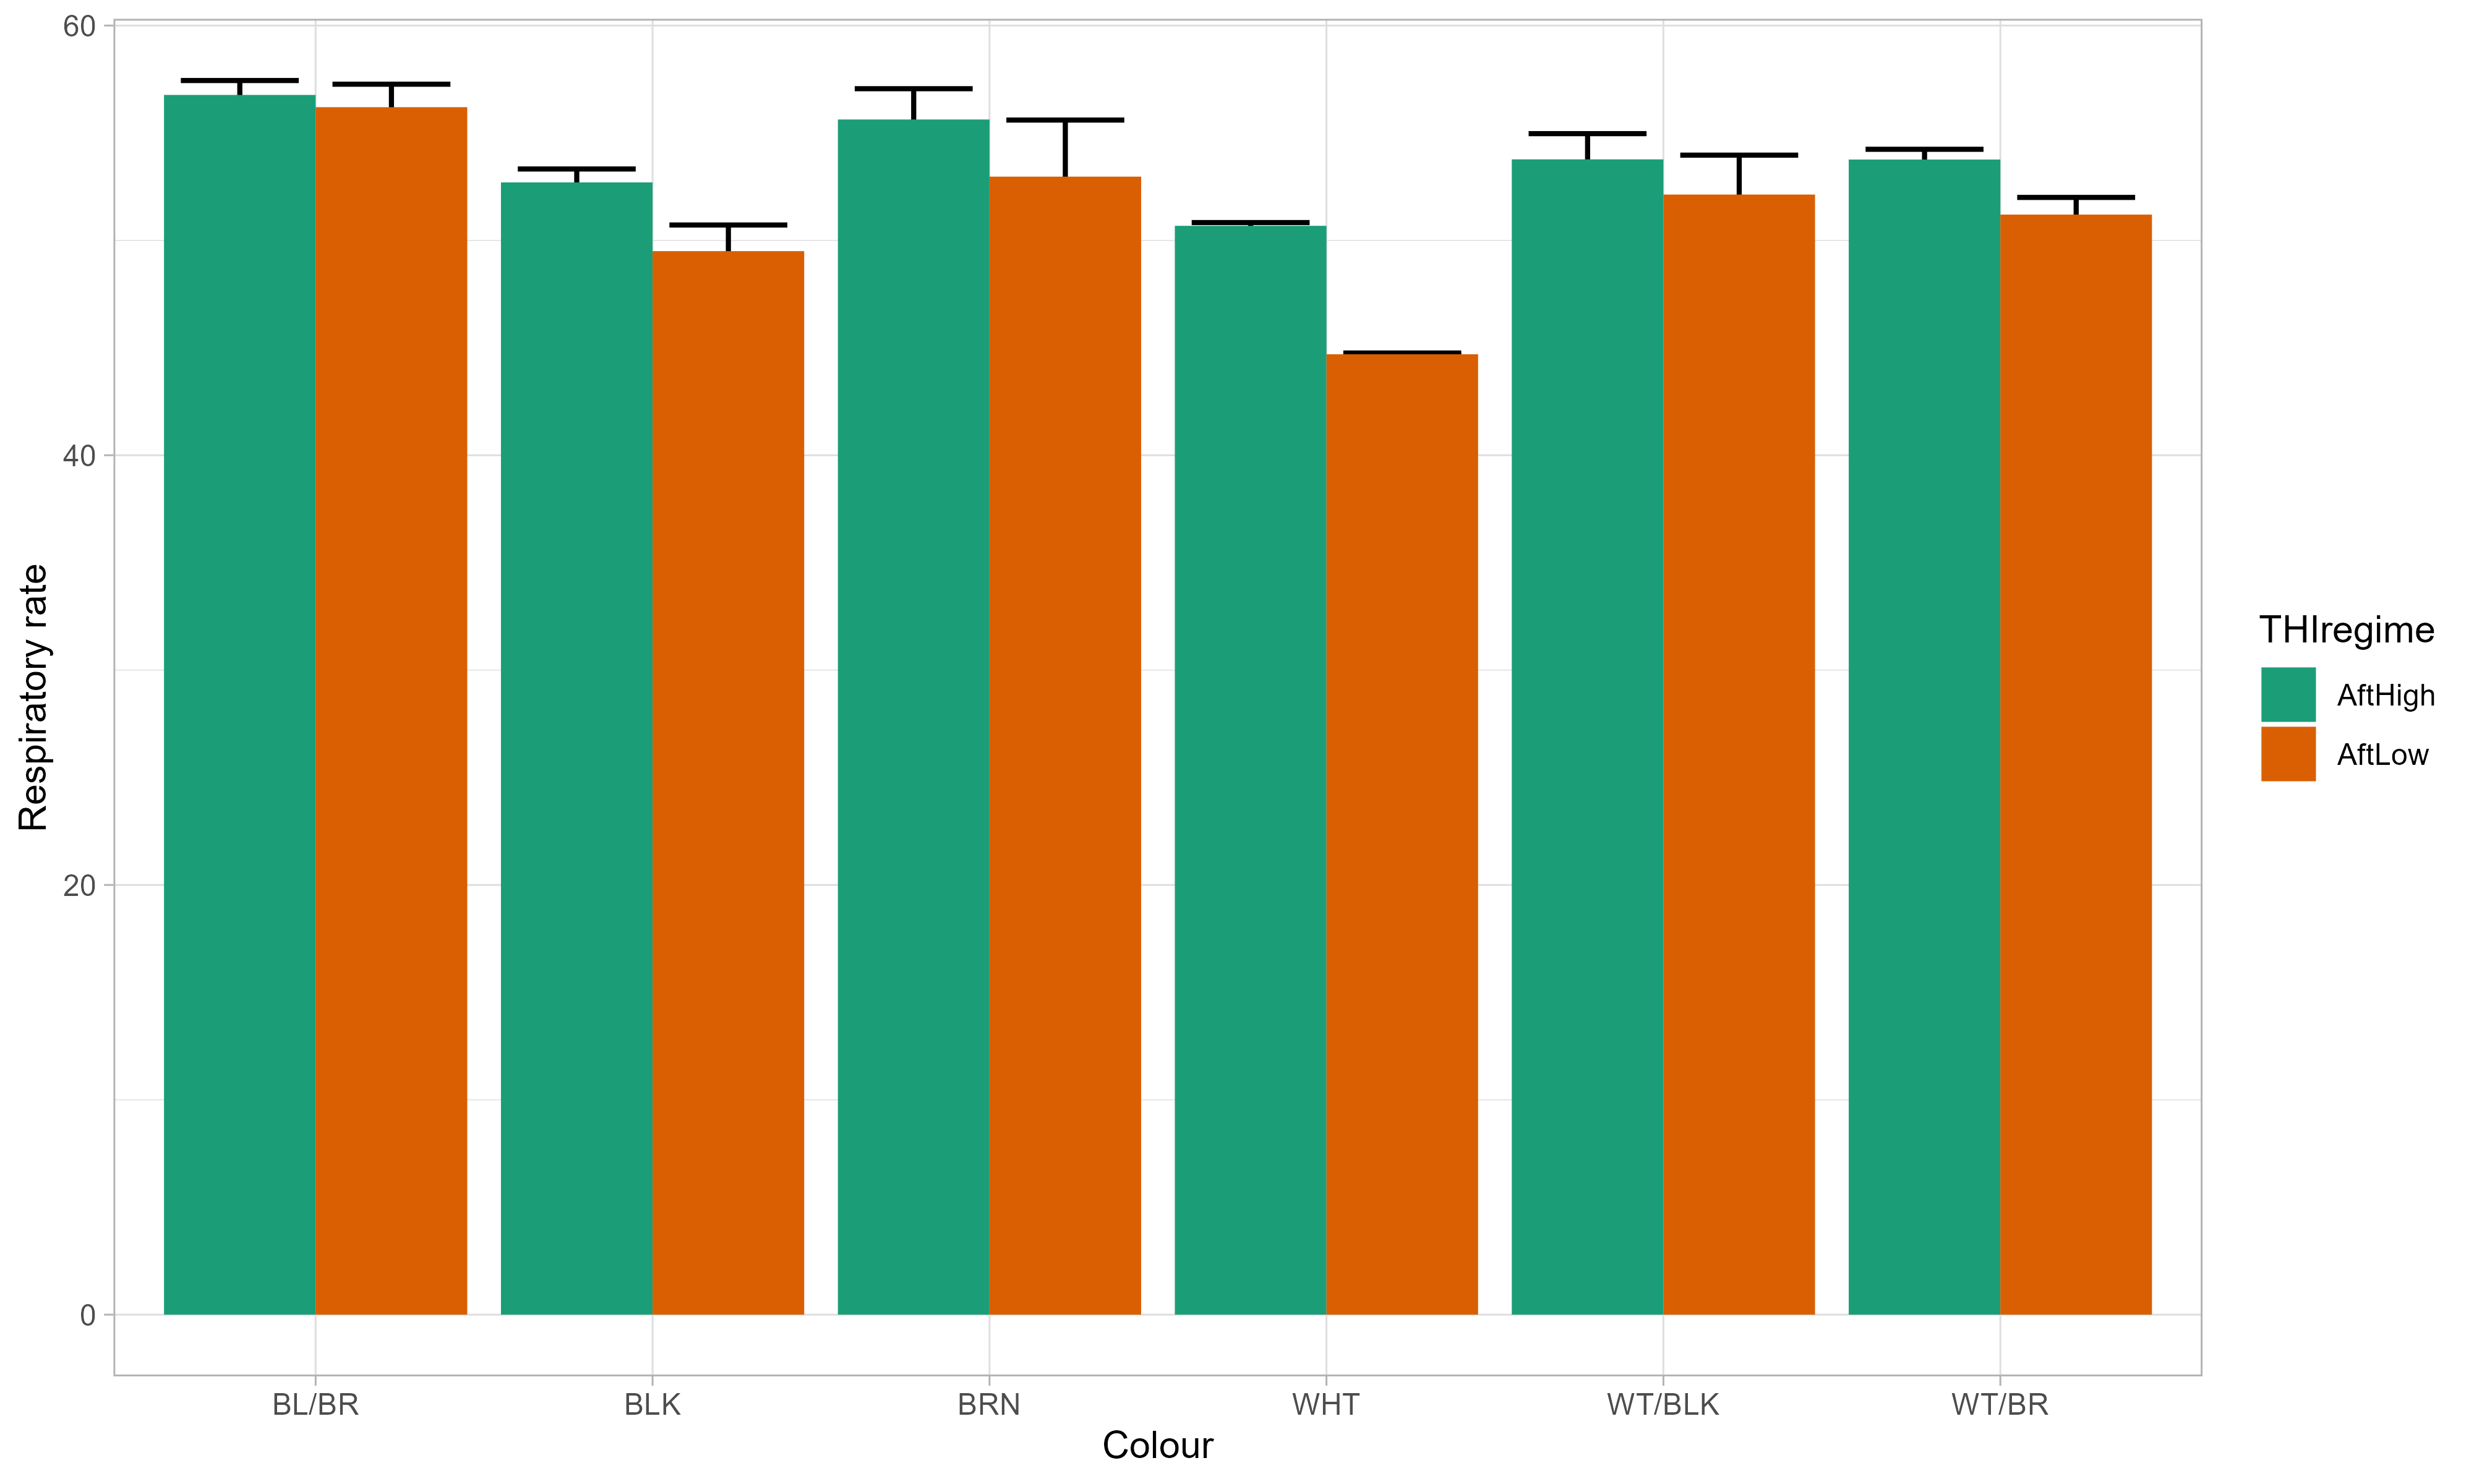 60
40
20
0
Respiratory rate
BL/BR BLK BRN WHT WT/BLK WT/BR
Colour
THIregime
AftHigh
AftLow